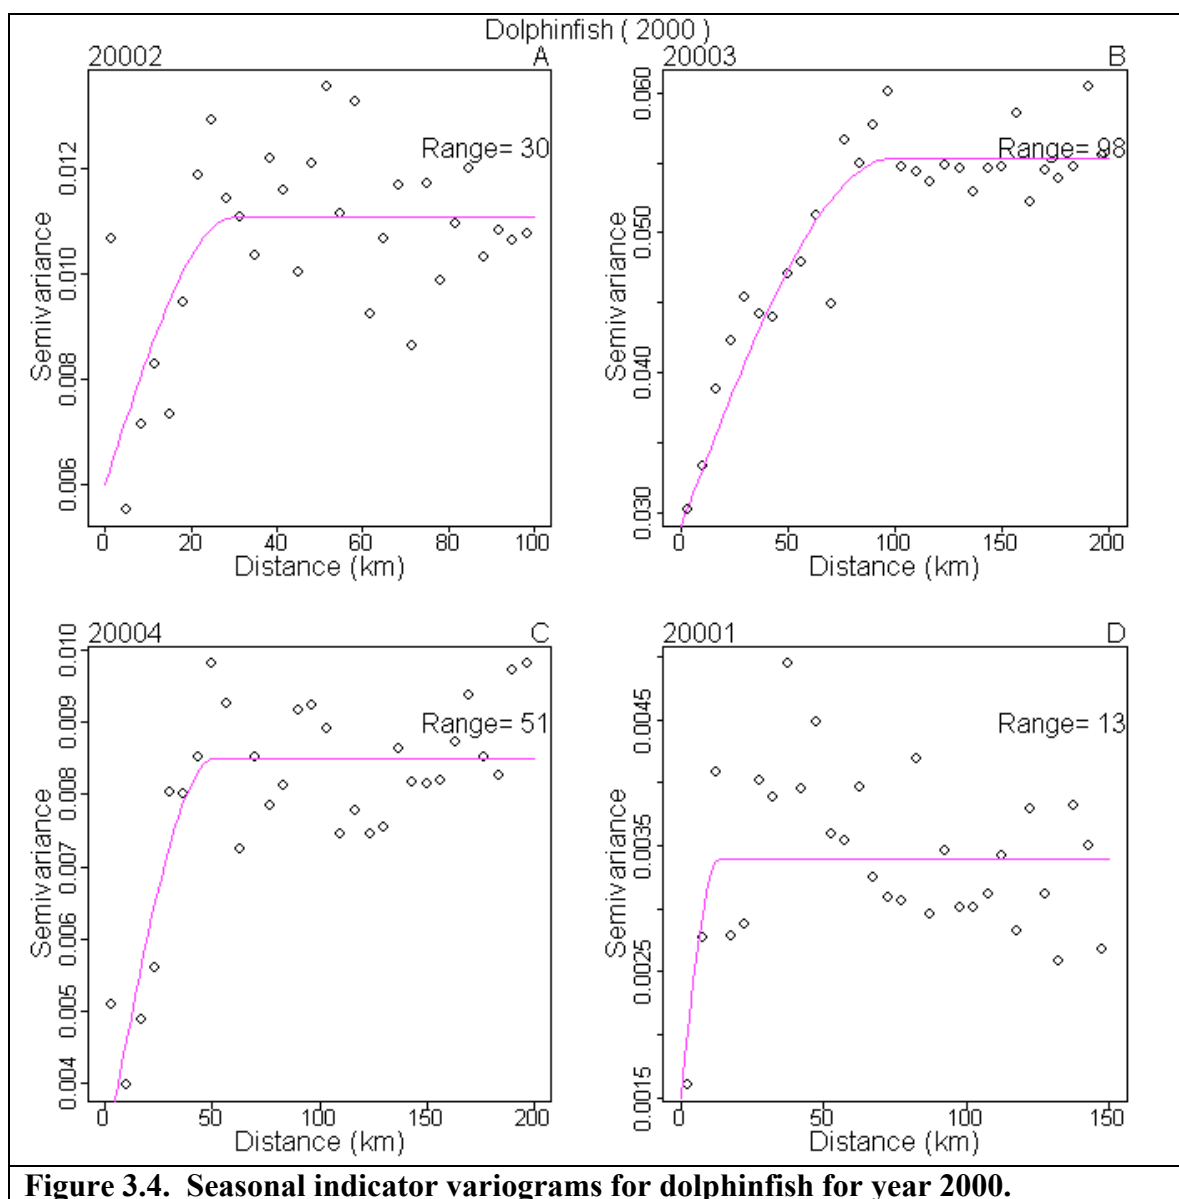 Dolphinfish ( 2000 )
20002 A
Range= 30
Semivariance
0.006 0.008 0.010 0.012
0 20 40 60 80 100
Distance (km)
20003 B
Range= 98
Semivariance
0.030 0.040 0.050 0.060
0 50 100 150 200
Distance (km)
20004 C
Range= 51
Semivariance
0.004 0.005 0.006 0.007 0.008 0.009 0.010
0 50 100 150 200
Distance (km)
20001 D
Range= 13
Semivariance
0.0015 0.0025 0.0035 0.0045
0 50 100 150
Distance (km)
Figure 3.4. Seasonal indicator variograms for dolphinfish for year 2000.